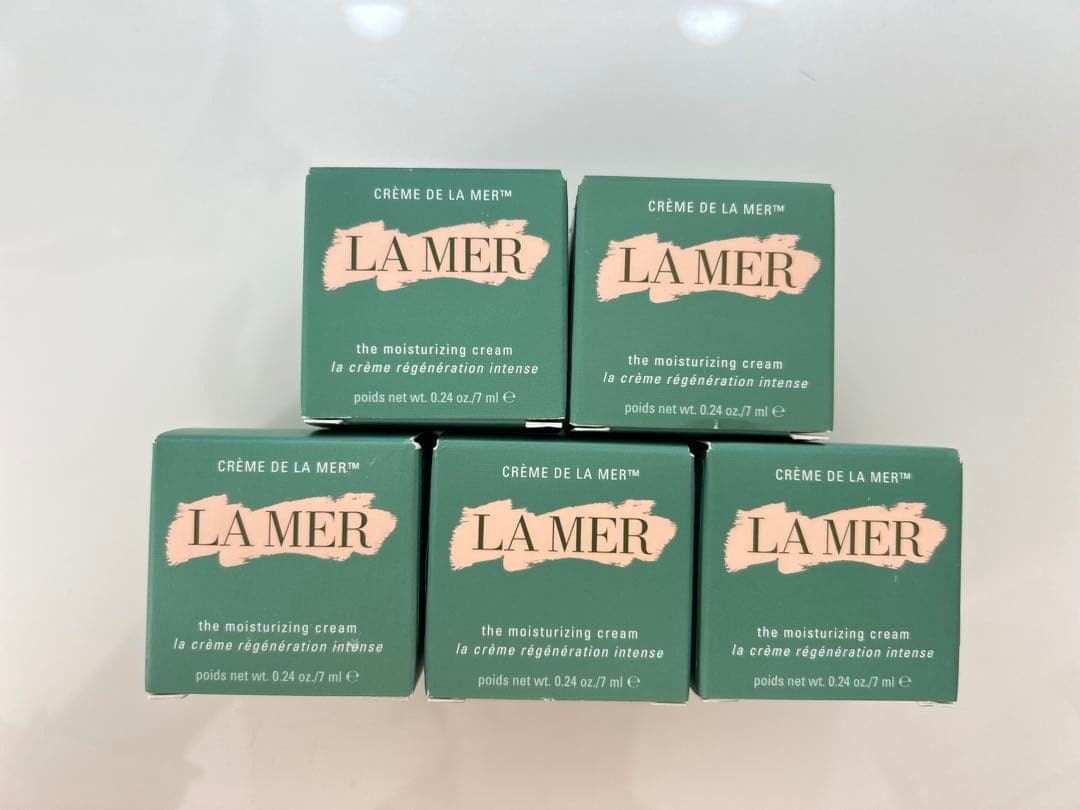 CRÈME DE LA MER™
LA MER
the moisturizing cream
la crème régénération intense
poids net wt. 0.24 oz./7 ml ℮
CRÈME DE LA MER™
LA MER
the moisturizing cream
la crème régénération intense
poids net wt. 0.24 oz./7 ml ℮
CRÈME DE LA MER™
LA MER
the moisturizing cream
la crème régénération intense
poids net wt. 0.24 oz./7 ml ℮
CRÈME DE LA MER™
LA MER
the moisturizing cream
la crème régénération intense
poids net wt. 0.24 oz./7 ml ℮
CRÈME DE LA MER™
LA MER
the moisturizing cream
la crème régénération intense
poids net wt. 0.24 oz./7 ml ℮